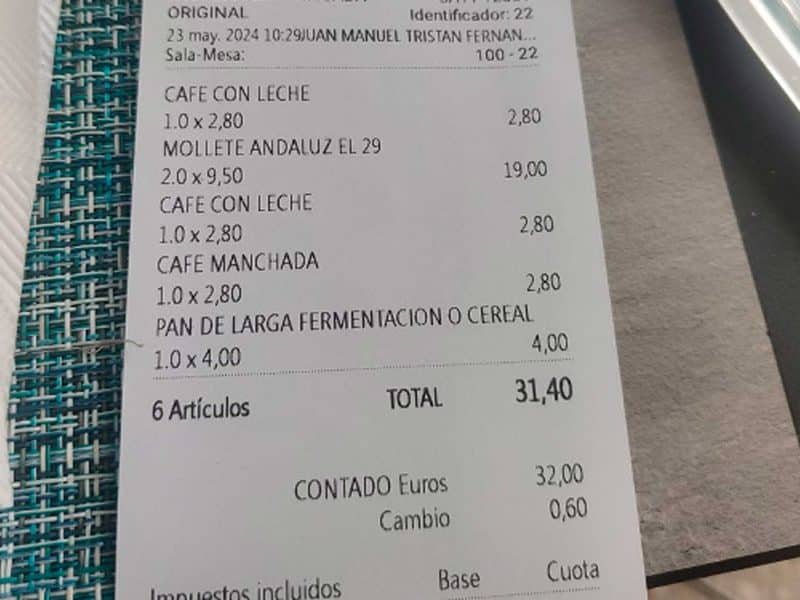 ORIGINAL Identificador: 22
23 may. 2024 10:29JUAN MANUEL TRISTAN FERNAN...
Sala-Mesa: 100 - 22
CAFE CON LECHE
1.0 x 2,80 2,80
MOLLETE ANDALUZ EL 29
2.0 x 9,50 19,00
CAFE CON LECHE
1.0 x 2,80 2,80
CAFE MANCHADA
1.0 x 2,80 2,80
PAN DE LARGA FERMENTACION O CEREAL
1.0 x 4,00 4,00
6 Artículos TOTAL 31,40
CONTADO Euros 32,00
Cambio 0,60
Impuestos incluidos Base Cuota